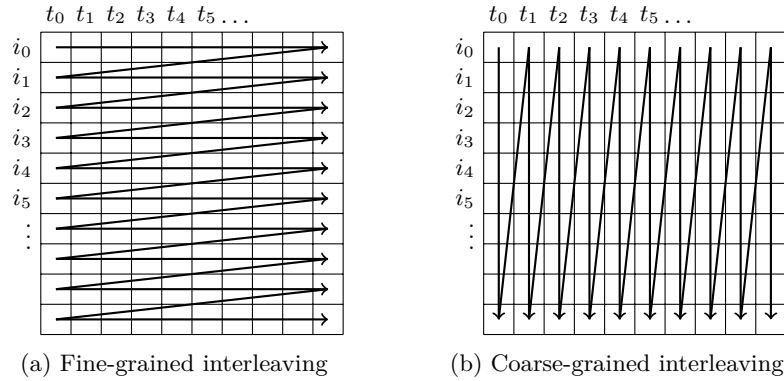 t₀ t₁ t₂ t₃ t₄ t₅ …
i₀
i₁
i₂
i₃
i₄
i₅
⋮
(a) Fine-grained interleaving
t₀ t₁ t₂ t₃ t₄ t₅ …
i₀
i₁
i₂
i₃
i₄
i₅
⋮
(b) Coarse-grained interleaving